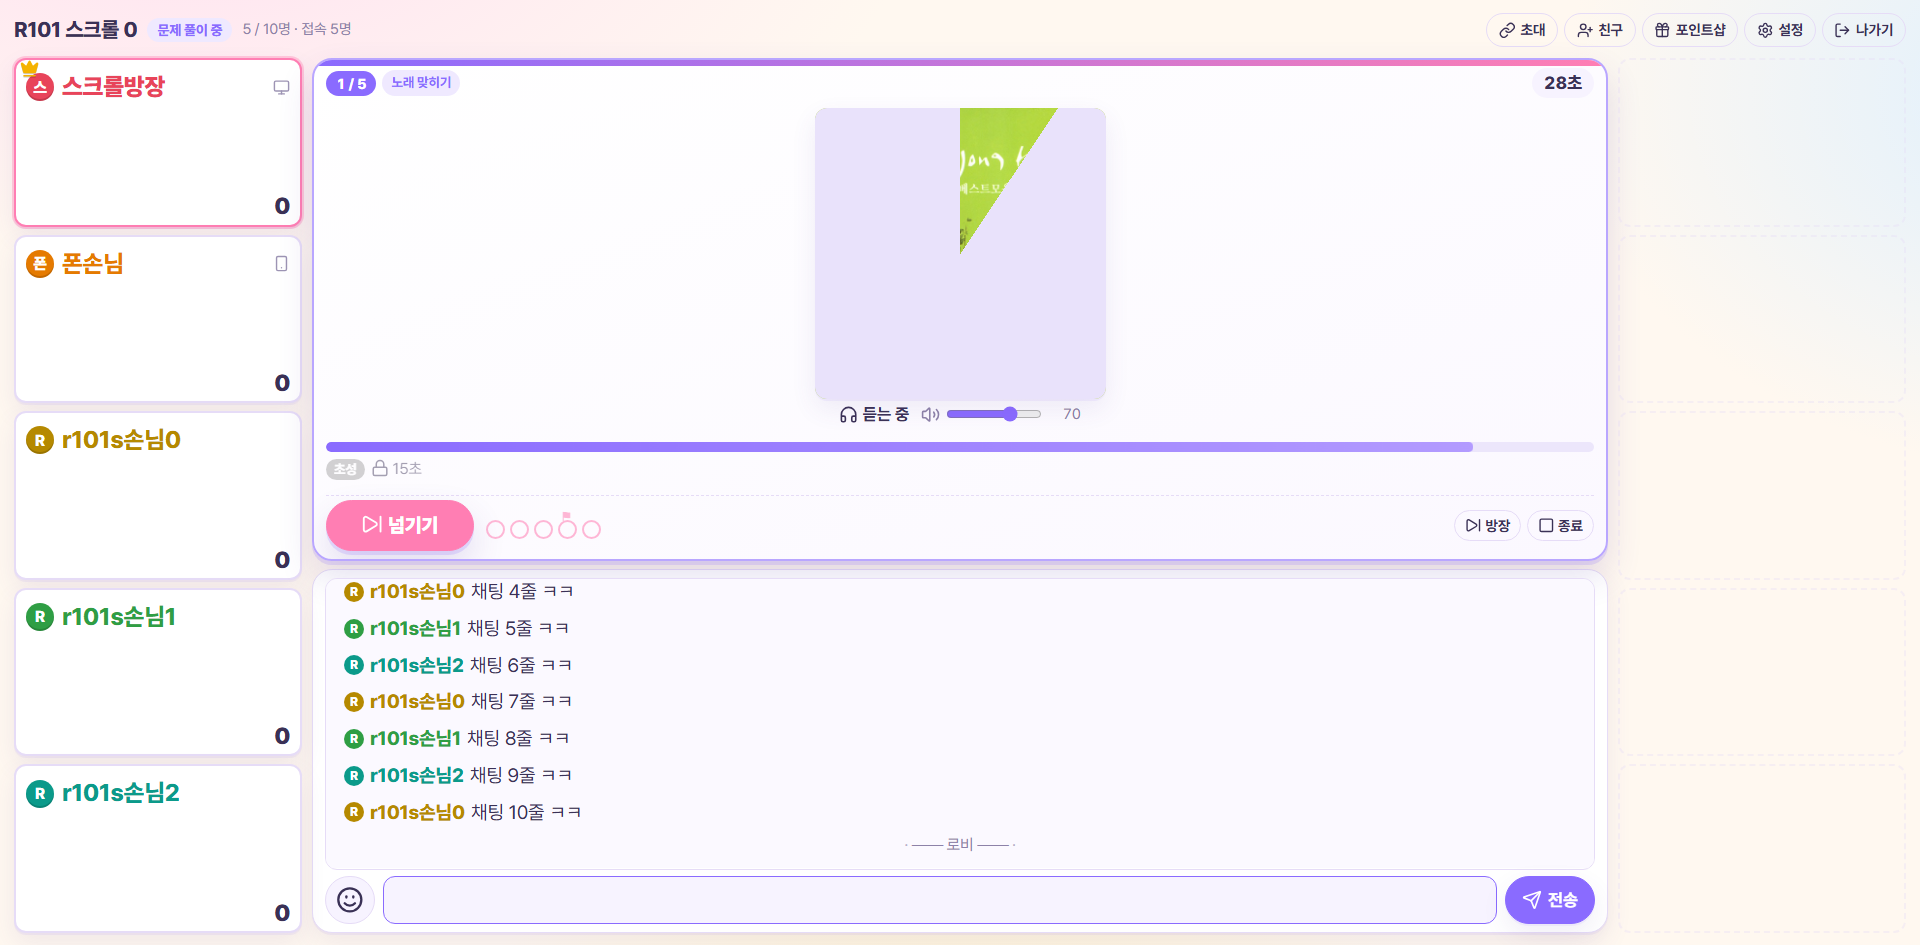 R101 스크롤 0 문제 풀이 중 5 / 10명 · 접속 5명 초대 친구 포인트샵 설정 나가기
스 스크롤방장
0
폰 폰손님
0
R r101s손님0
0
R r101s손님1
0
R r101s손님2
0
1 / 5 노래 맞히기 28초
듣는 중 70
초성 15초
넘기기 방장 종료
R r101s손님0 채팅 4줄 ㅋㅋ
R r101s손님1 채팅 5줄 ㅋㅋ
R r101s손님2 채팅 6줄 ㅋㅋ
R r101s손님0 채팅 7줄 ㅋㅋ
R r101s손님1 채팅 8줄 ㅋㅋ
R r101s손님2 채팅 9줄 ㅋㅋ
R r101s손님0 채팅 10줄 ㅋㅋ
· —— 로비 —— ·
전송